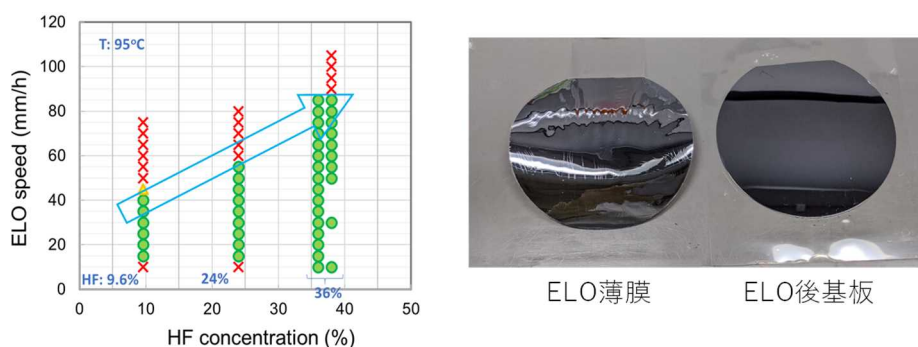 120
100
80
60
40
20
0
ELO speed (mm/h)
T: 95°C
HF: 9.6%
24%
36%
0
10
20
30
40
50
HF concentration (%)
ELO薄膜
ELO後基板